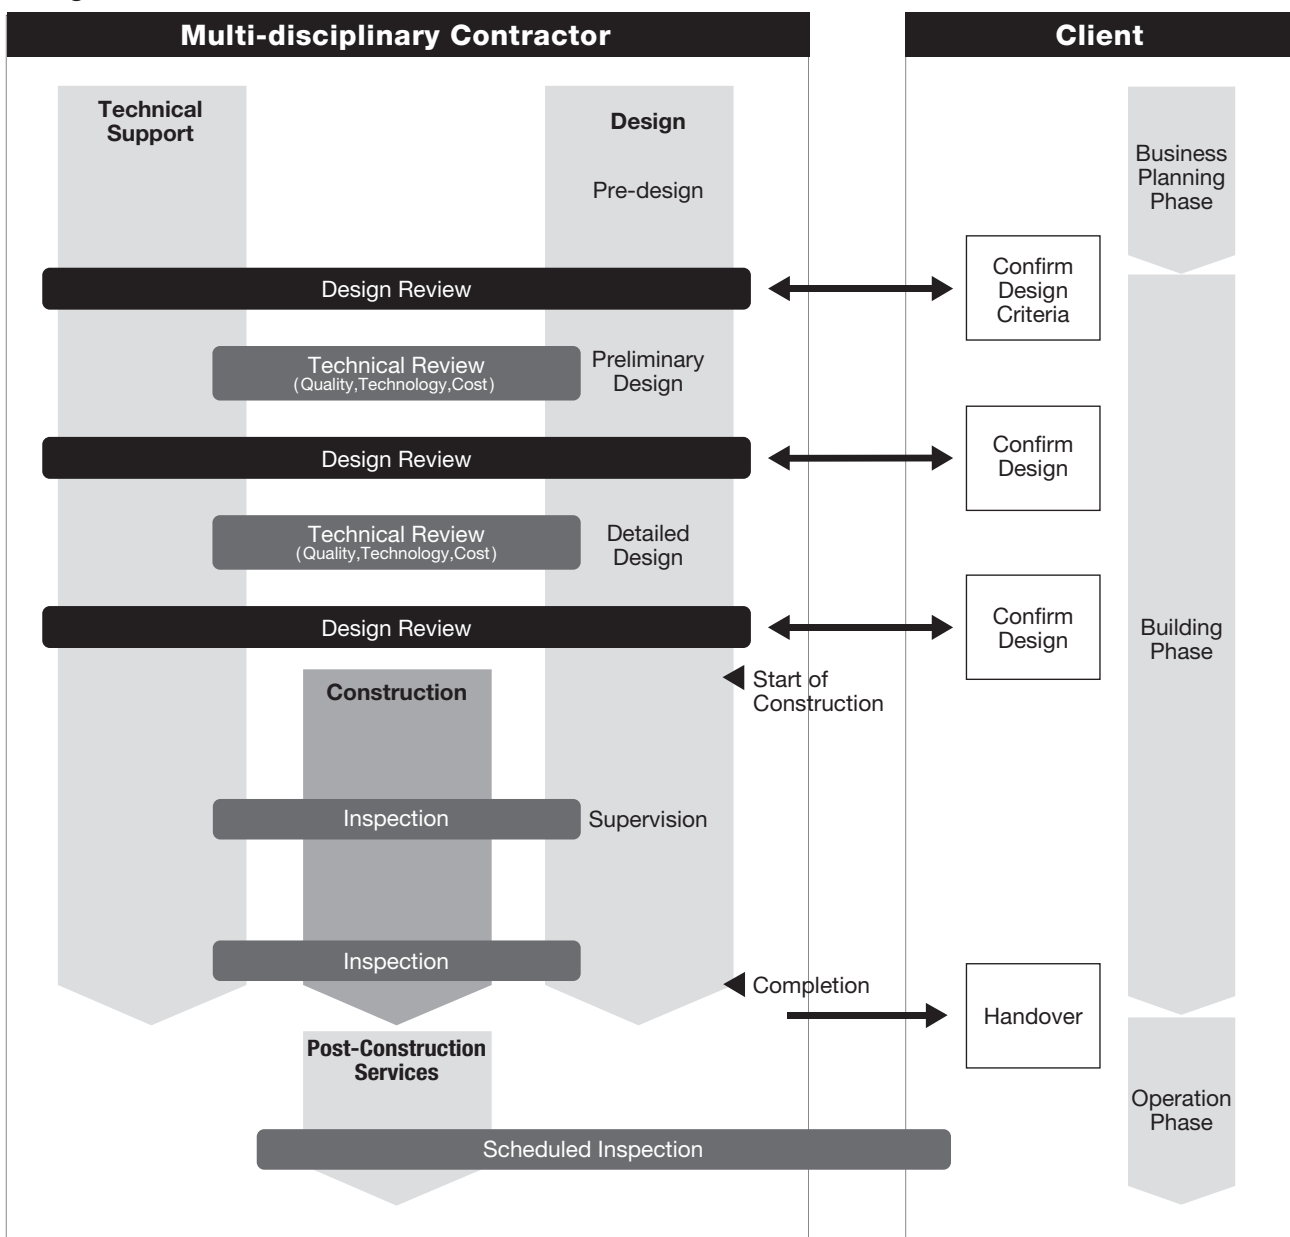 Multi-disciplinary Contractor
Client
Technical
Support
Design
Pre-design
Business
Planning
Phase
Design Review
Confirm
Design
Criteria
Technical Review
(Quality,Technology,Cost)
Preliminary
Design
Design Review
Confirm
Design
Technical Review
(Quality,Technology,Cost)
Detailed
Design
Design Review
Confirm
Design
Building
Phase
Construction
Start of
Construction
Inspection
Supervision
Inspection
Completion
Handover
Post-Construction
Services
Operation
Phase
Scheduled Inspection